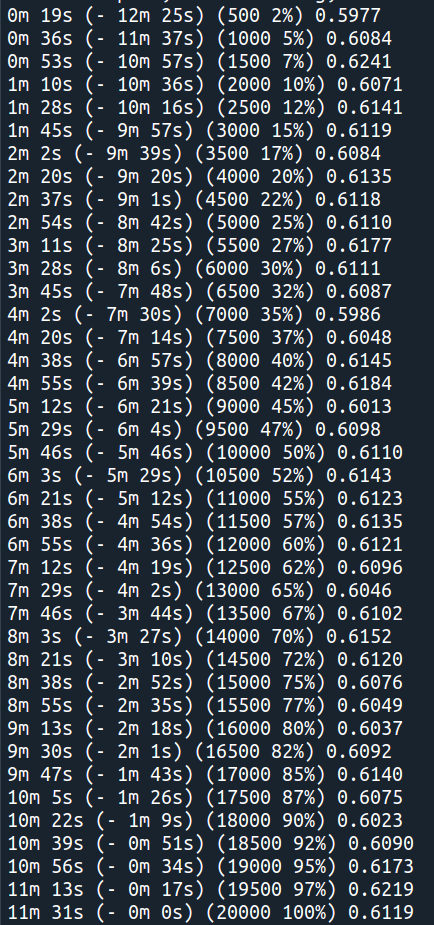 0m 19s (- 12m 25s) (500 2%) 0.5977
0m 36s (- 11m 37s) (1000 5%) 0.6084
0m 53s (- 10m 57s) (1500 7%) 0.6241
1m 10s (- 10m 36s) (2000 10%) 0.6071
1m 28s (- 10m 16s) (2500 12%) 0.6141
1m 45s (- 9m 57s) (3000 15%) 0.6119
2m 2s (- 9m 39s) (3500 17%) 0.6084
2m 20s (- 9m 20s) (4000 20%) 0.6135
2m 37s (- 9m 1s) (4500 22%) 0.6118
2m 54s (- 8m 42s) (5000 25%) 0.6110
3m 11s (- 8m 25s) (5500 27%) 0.6177
3m 28s (- 8m 6s) (6000 30%) 0.6111
3m 45s (- 7m 48s) (6500 32%) 0.6087
4m 2s (- 7m 30s) (7000 35%) 0.5986
4m 20s (- 7m 14s) (7500 37%) 0.6048
4m 38s (- 6m 57s) (8000 40%) 0.6145
4m 55s (- 6m 39s) (8500 42%) 0.6184
5m 12s (- 6m 21s) (9000 45%) 0.6013
5m 29s (- 6m 4s) (9500 47%) 0.6098
5m 46s (- 5m 46s) (10000 50%) 0.6110
6m 3s (- 5m 29s) (10500 52%) 0.6143
6m 21s (- 5m 12s) (11000 55%) 0.6123
6m 38s (- 4m 54s) (11500 57%) 0.6135
6m 55s (- 4m 36s) (12000 60%) 0.6121
7m 12s (- 4m 19s) (12500 62%) 0.6096
7m 29s (- 4m 2s) (13000 65%) 0.6046
7m 46s (- 3m 44s) (13500 67%) 0.6102
8m 3s (- 3m 27s) (14000 70%) 0.6152
8m 21s (- 3m 10s) (14500 72%) 0.6120
8m 38s (- 2m 52s) (15000 75%) 0.6076
8m 55s (- 2m 35s) (15500 77%) 0.6049
9m 13s (- 2m 18s) (16000 80%) 0.6037
9m 30s (- 2m 1s) (16500 82%) 0.6092
9m 47s (- 1m 43s) (17000 85%) 0.6140
10m 5s (- 1m 26s) (17500 87%) 0.6075
10m 22s (- 1m 9s) (18000 90%) 0.6023
10m 39s (- 0m 51s) (18500 92%) 0.6090
10m 56s (- 0m 34s) (19000 95%) 0.6173
11m 13s (- 0m 17s) (19500 97%) 0.6219
11m 31s (- 0m 0s) (20000 100%) 0.6119